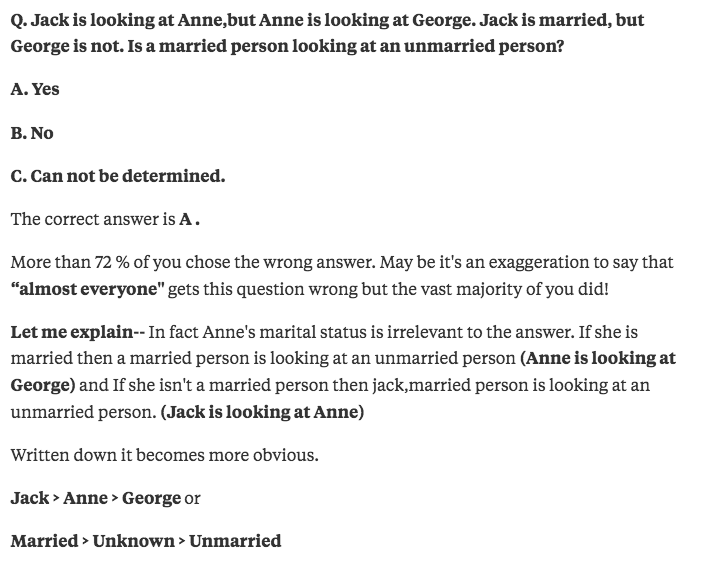 Q. Jack is looking at Anne,but Anne is looking at George. Jack is married, but
George is not. Is a married person looking at an unmarried person?
A. Yes
B. No
C. Can not be determined.
The correct answer is A .
More than 72 % of you chose the wrong answer. May be it's an exaggeration to say that
“almost everyone" gets this question wrong but the vast majority of you did!
Let me explain-- In fact Anne's marital status is irrelevant to the answer. If she is
married then a married person is looking at an unmarried person (Anne is looking at
George) and If she isn't a married person then jack,married person is looking at an
unmarried person. (Jack is looking at Anne)
Written down it becomes more obvious.
Jack > Anne > George or
Married > Unknown > Unmarried